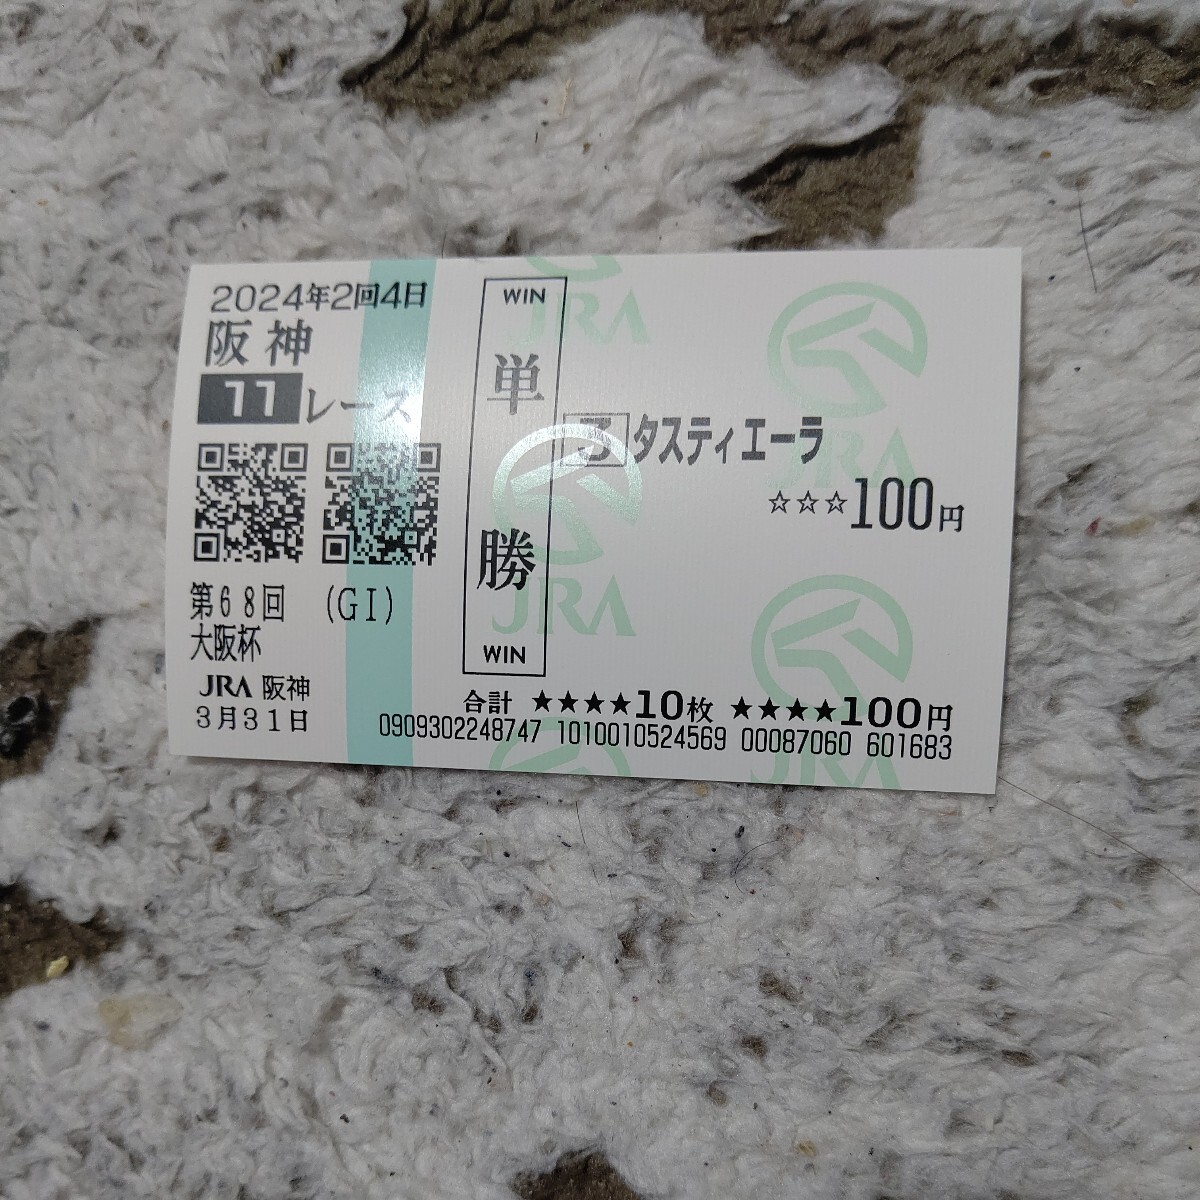 2024年2回4日
阪神
11レース
第68回 (GI)
大阪杯
JRA 阪神
3月31日
WIN
単勝
WIN
3 タスティエーラ
☆☆☆100円
合計 ★★★★10枚 ★★★★100円
0909302248747 1010010524569 00087060 601683
JRA
JRA
JRA
JRA